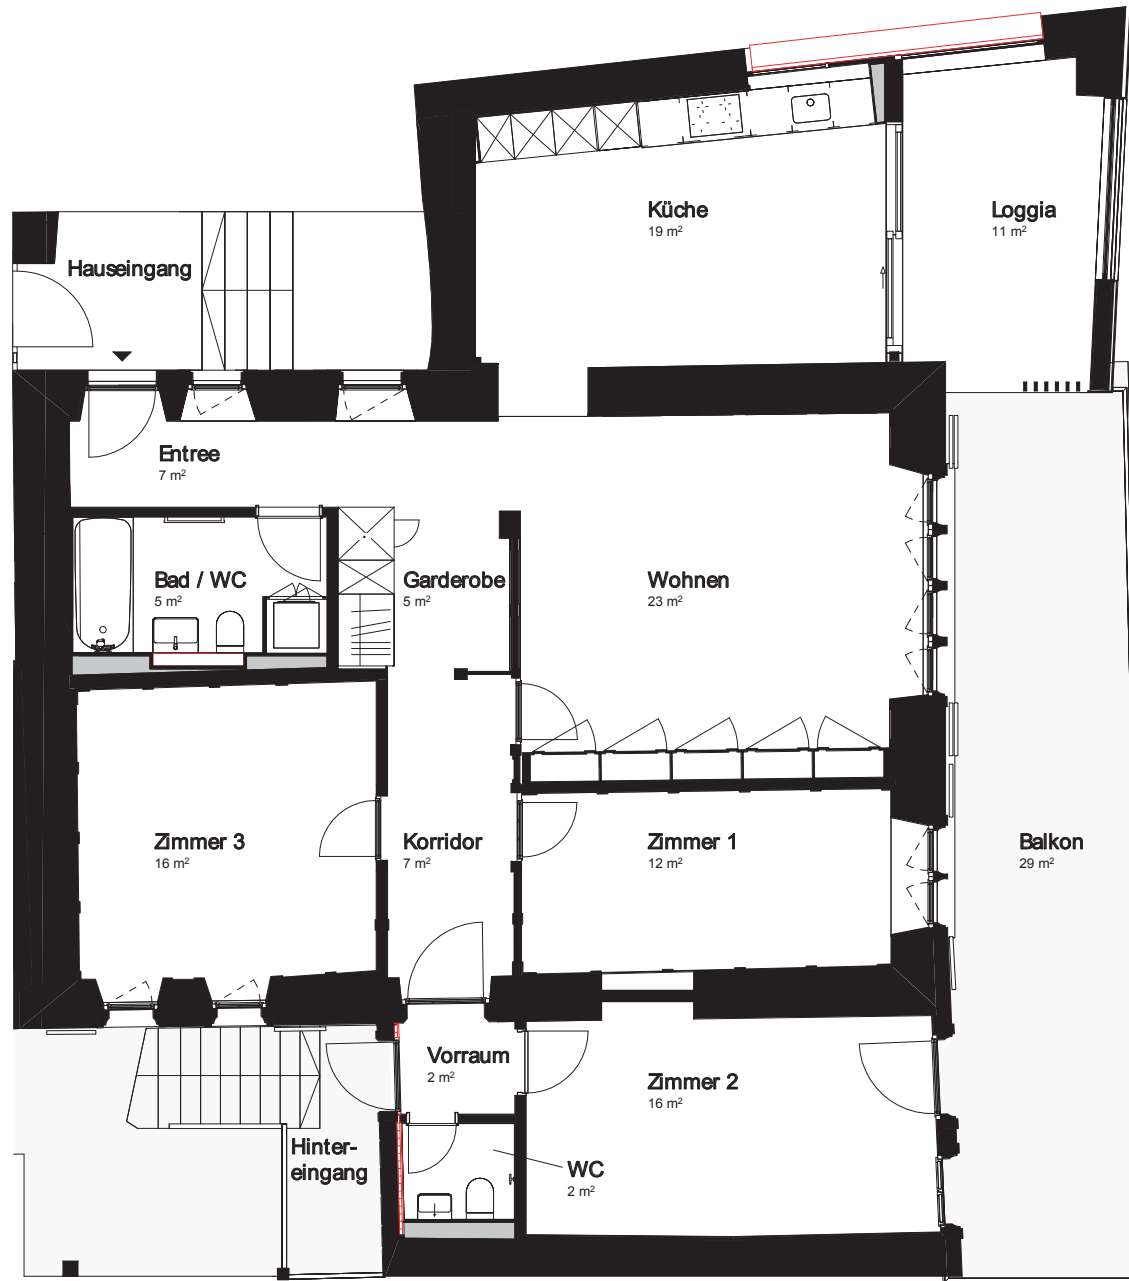 Küche
19 m²
Loggia
11 m²
Hauseingang
Entree
7 m²
Bad / WC
5 m²
Garderobe
5 m²
Wohnen
23 m²
Zimmer 3
16 m²
Korridor
7 m²
Zimmer 1
12 m²
Balkon
29 m²
Vorraum
2 m²
Zimmer 2
16 m²
Hinter-
eingang
WC
2 m²